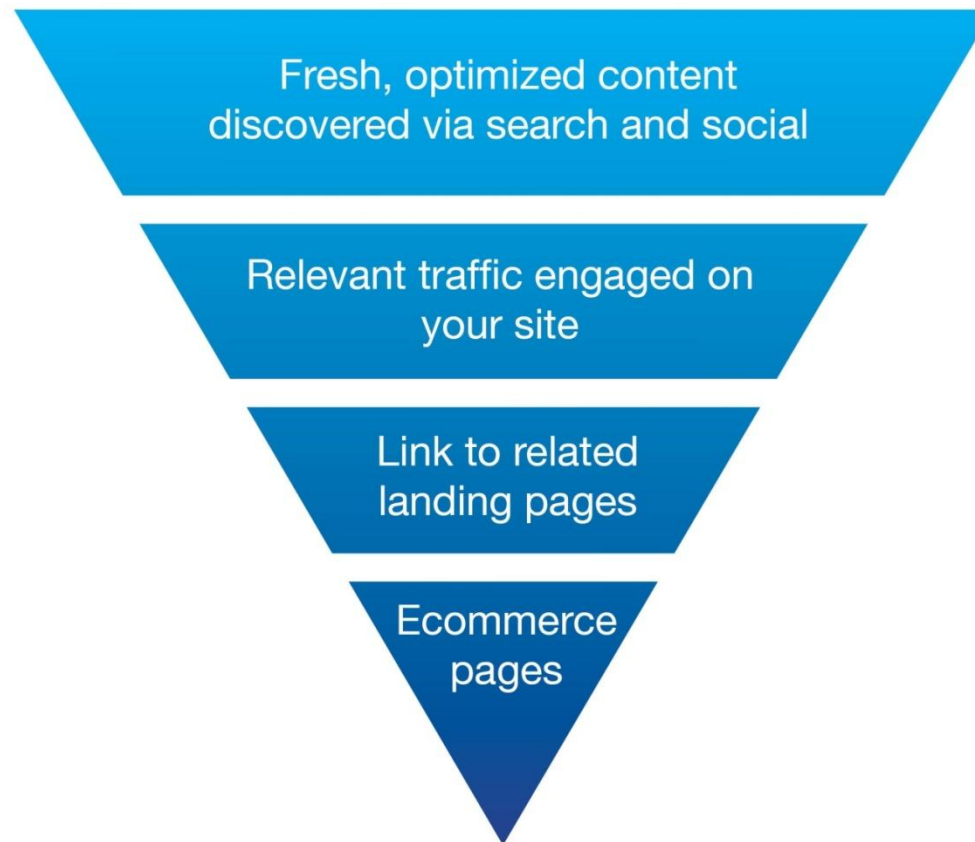 Fresh, optimized content
discovered via search and social
Relevant traffic engaged on
your site
Link to related
landing pages
Ecommerce
pages